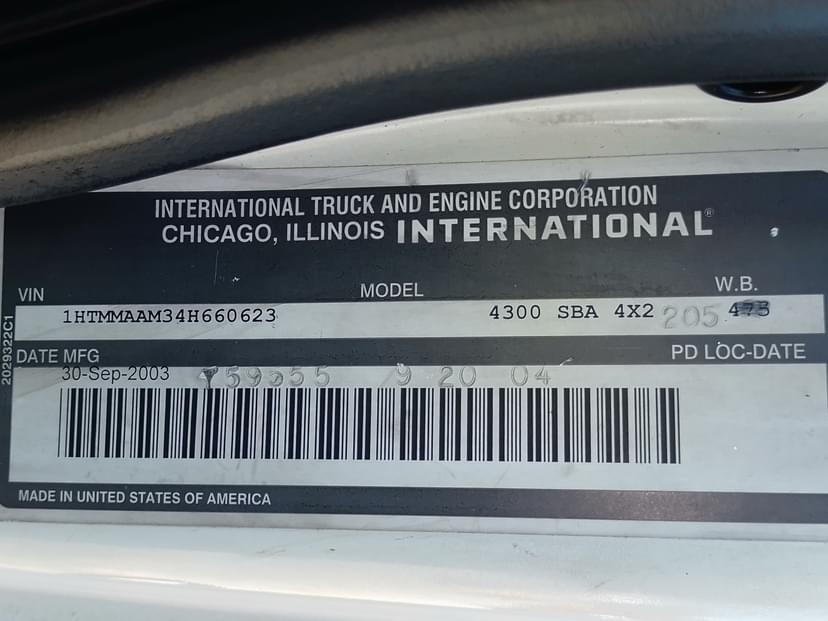 INTERNATIONAL TRUCK AND ENGINE CORPORATION
CHICAGO, ILLINOIS INTERNATIONAL®
VIN MODEL W.B.
1HTMMAAM34H660623 4300 SBA 4X2 205
DATE MFG PD LOC-DATE
30-Sep-2003 9 20 04
MADE IN UNITED STATES OF AMERICA
2029322C1